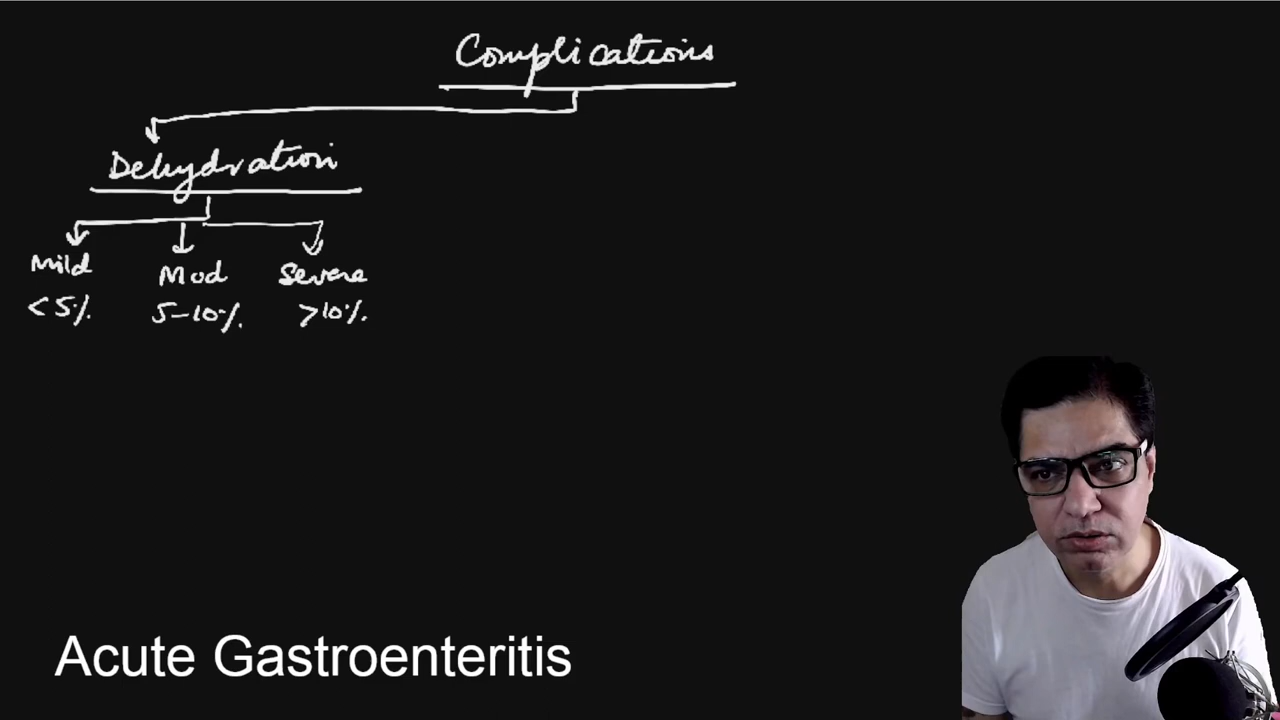 Complications
Dehydration
Mild Mod Severe
<5% 5-10% >10%
Acute Gastroenteritis